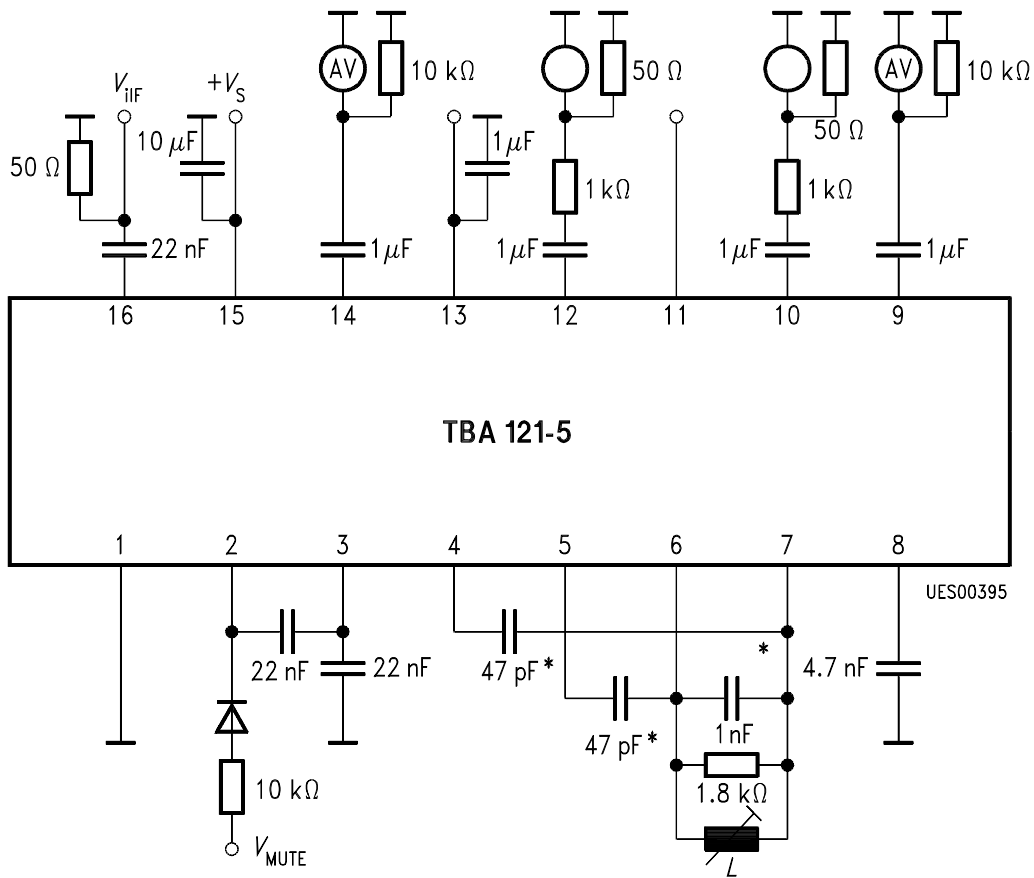 AV
10 kΩ
50 Ω
50 Ω
AV
10 kΩ
ViIF
+VS
50 Ω
10 µF
1 µF
1 kΩ
1 kΩ
22 nF
1 µF
1 µF
1 µF
1 µF
16 15 14 13 12 11 10 9
TBA 121-5
1 2 3 4 5 6 7 8
UES00395
22 nF
22 nF
47 pF*
*
4.7 nF
47 pF*
1 nF
10 kΩ
1.8 kΩ
VMUTE
L